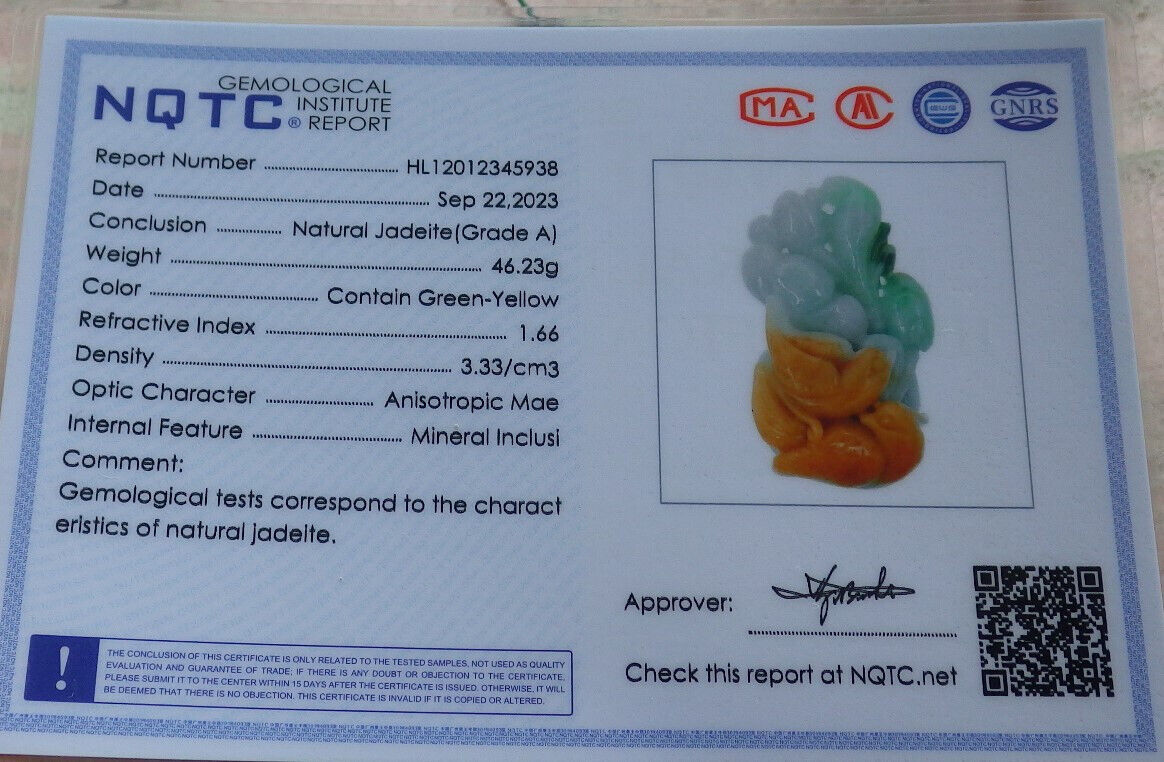 GEMOLOGICAL
NQTC® INSTITUTE
REPORT
MA
GNRS
Report Number HL12012345938
Date Sep 22,2023
Conclusion Natural Jadeite(Grade A)
Weight 46.23g
Color Contain Green-Yellow
Refractive Index 1.66
Density 3.33/cm3
Optic Character Anisotropic Mae
Internal Feature Mineral Inclusi
Comment:
Gemological tests correspond to the charact
eristics of natural jadeite.
Approver:
Check this report at NQTC.net
! THE CONCLUSION OF THIS CERTIFICATE IS ONLY RELATED TO THE TESTED SAMPLES, NOT USED AS QUALITY
EVALUATION AND GUARANTEE OF TRADE; IF THERE IS ANY DOUBT OR OBJECTION TO THE CERTIFICATE,
PLEASE SUBMIT IT TO THE CENTER WITHIN 15 DAYS AFTER THE CERTIFICATE IS ISSUED. OTHERWISE, IT WILL
BE DEEMED THAT THERE IS NO OBJECTION. THIS CERTIFICATE IS INVALID IF IT IS COPIED OR ALTERED.